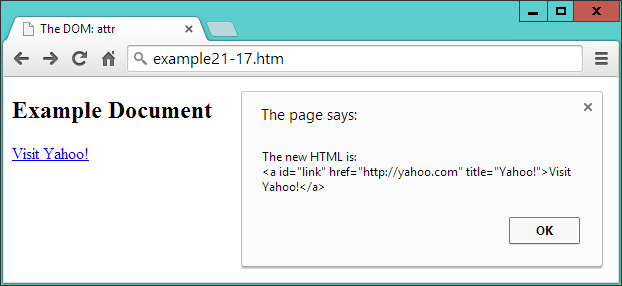 The DOM: attr
example21-17.htm
Example Document
Visit Yahoo!
The page says:
The new HTML is:
<a id="link" href="http://yahoo.com" title="Yahoo!">Visit
Yahoo!</a>
OK